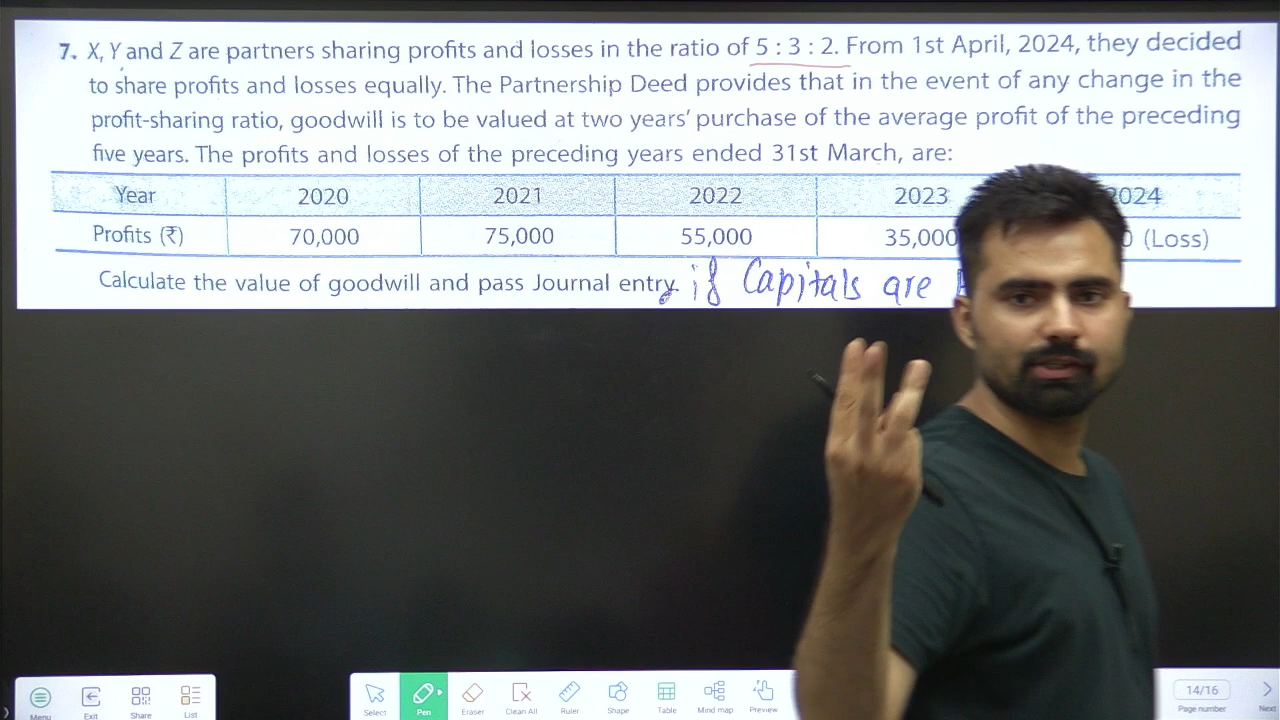 7. X, Y and Z are partners sharing profits and losses in the ratio of 5 : 3 : 2. From 1st April, 2024, they decided
to share profits and losses equally. The Partnership Deed provides that in the event of any change in the
profit-sharing ratio, goodwill is to be valued at two years' purchase of the average profit of the preceding
five years. The profits and losses of the preceding years ended 31st March, are:
Year 2020 2021 2022 2023 2024
Profits (₹) 70,000 75,000 55,000 35,000 (Loss)
Calculate the value of goodwill and pass Journal entry. if Capitals are
Menu Exit Share List Select Pen Eraser Clean All Ruler Shape Table Mind map Preview 14/16 Page number Next